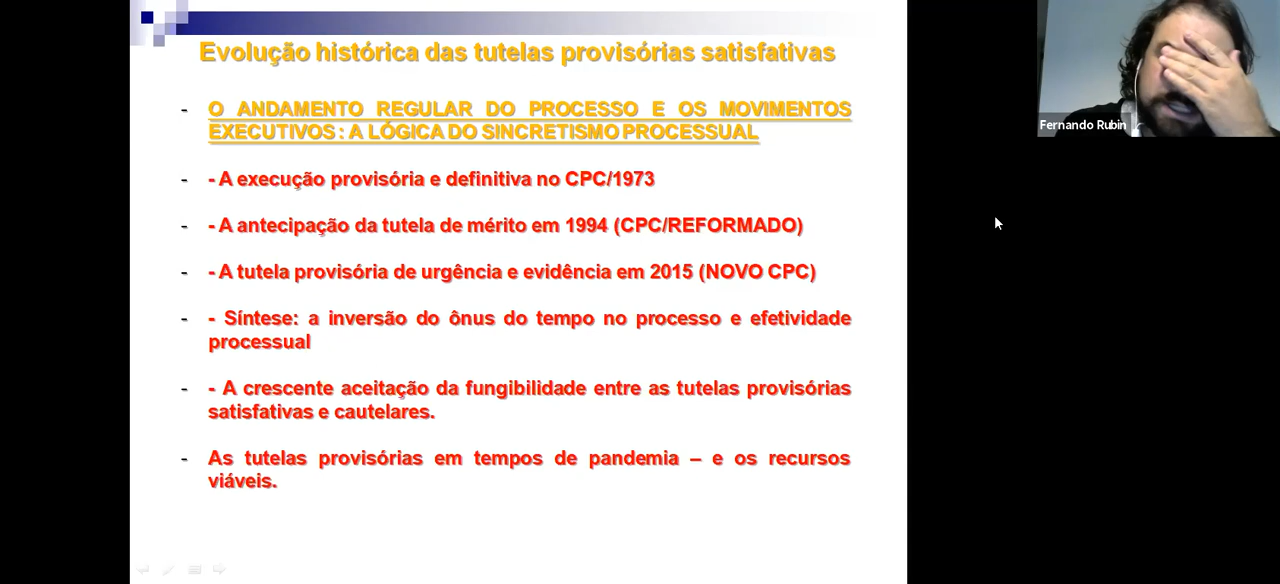 Evolução histórica das tutelas provisórias satisfativas
- O ANDAMENTO REGULAR DO PROCESSO E OS MOVIMENTOS
EXECUTIVOS : A LÓGICA DO SINCRETISMO PROCESSUAL
- - A execução provisória e definitiva no CPC/1973
- - A antecipação da tutela de mérito em 1994 (CPC/REFORMADO)
- - A tutela provisória de urgência e evidência em 2015 (NOVO CPC)
- - Síntese: a inversão do ônus do tempo no processo e efetividade
processual
- - A crescente aceitação da fungibilidade entre as tutelas provisórias
satisfativas e cautelares.
- As tutelas provisórias em tempos de pandemia – e os recursos
viáveis.
Fernando Rubin